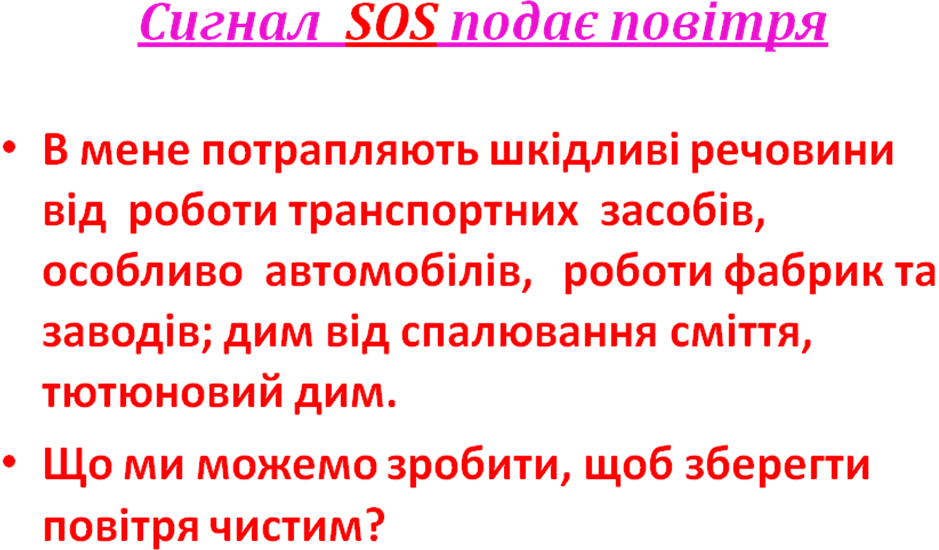 Сигнал SOS подає повітря
• В мене потрапляють шкідливі речовини
від роботи транспортних засобів,
особливо автомобілів, роботи фабрик та
заводів; дим від спалювання сміття,
тютюновий дим.
• Що ми можемо зробити, щоб зберегти
повітря чистим?